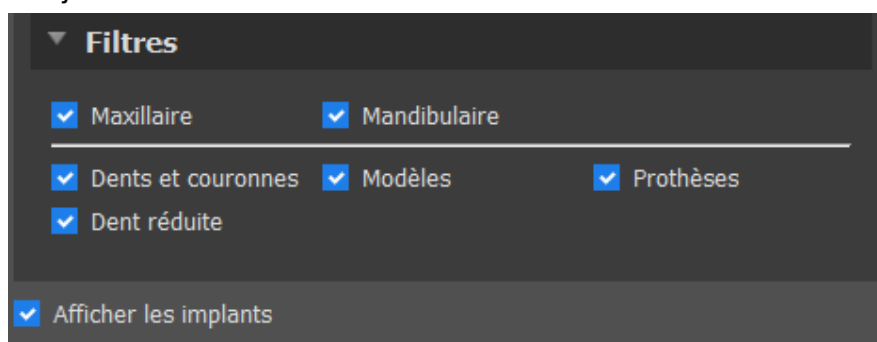 Filtres
Maxillaire Mandibulaire
Dents et couronnes Modèles Prothèses
Dent réduite
Afficher les implants